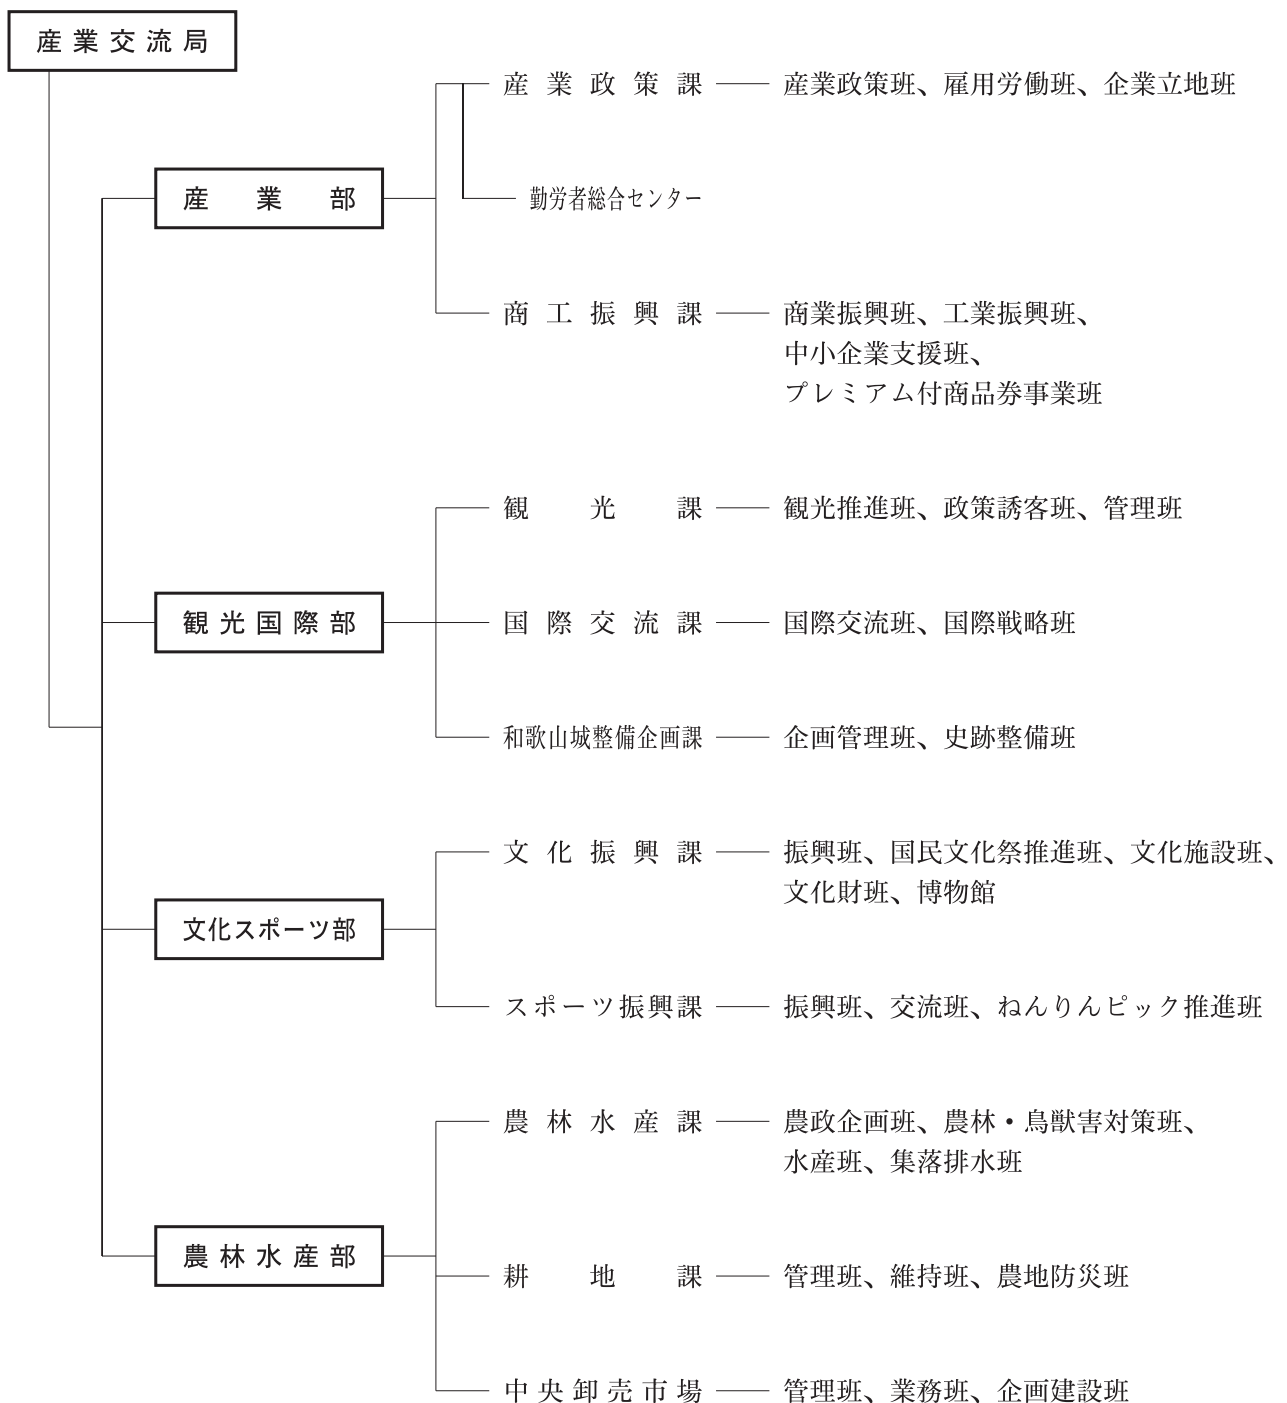 産業交流局
産業政策課 産業政策班、雇用労働班、企業立地班
産業部
勤労者総合センター
商工振興課 商業振興班、工業振興班、
中小企業支援班、
プレミアム付商品券事業班
観光課 観光推進班、政策誘客班、管理班
観光国際部
国際交流課 国際交流班、国際戦略班
和歌山城整備企画課 企画管理班、史跡整備班
文化振興課 振興班、国民文化祭推進班、文化施設班、
文化財班、博物館
文化スポーツ部
スポーツ振興課 振興班、交流班、ねんりんピック推進班
農林水産課 農政企画班、農林・鳥獣害対策班、
水産班、集落排水班
農林水産部
耕地課 管理班、維持班、農地防災班
中央卸売市場 管理班、業務班、企画建設班